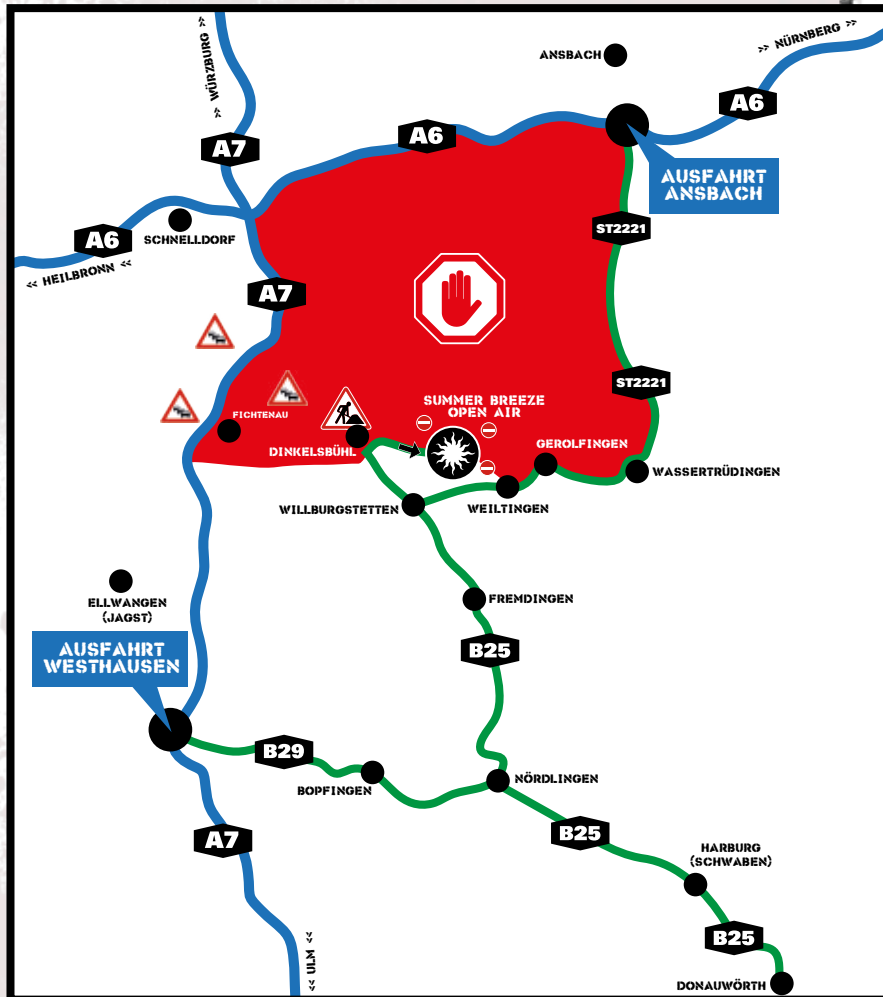 << WÜRZBURG >>
ANSBACH
>> NÜRNBERG >>
A6
A7
A6
AUSFAHRT
ANSBACH
ST2221
A6
SCHNELLDORF
<< HEILBRONN <<
A7
ST2221
SUMMER BREEZE
OPEN AIR
FICHTENAU
DINKELSBÜHL
GEROLFINGEN
WASSERTRÜDINGEN
WILLBURGSTETTEN
WEILTINGEN
ELLWANGEN
(JAGST)
FREMDINGEN
AUSFAHRT
WESTHAUSEN
B25
B29
BOPFINGEN
NÖRDLINGEN
A7
B25
HARBURG
(SCHWABEN)
B25
<< ULM <<
DONAUWÖRTH